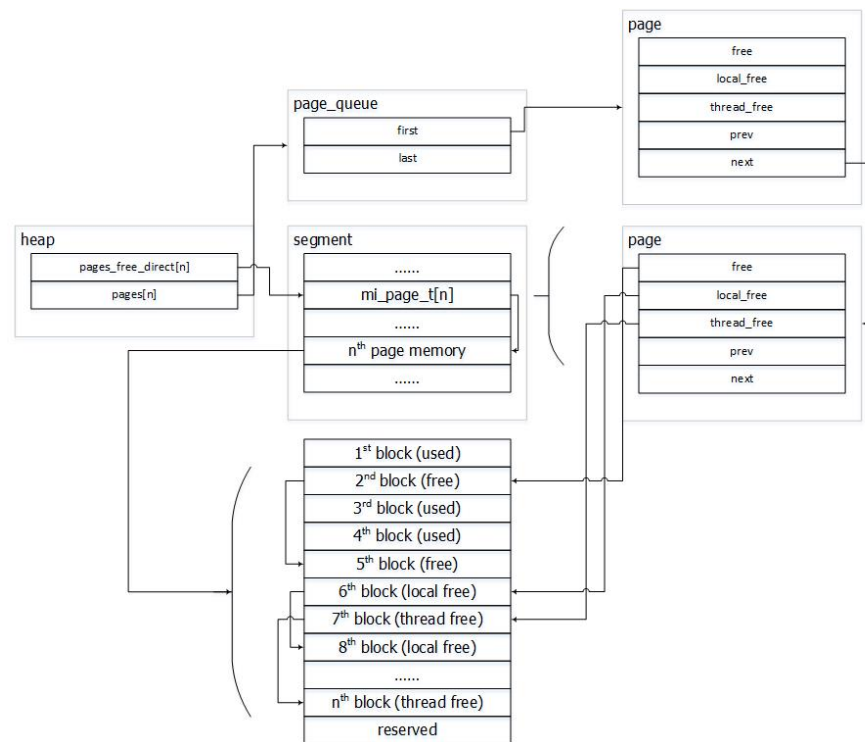 page
free
local_free
thread_free
prev
next
page_queue
first
last
heap
pages_free_direct[n]
pages[n]
segment
......
mi_page_t[n]
......
nth page memory
......
page
free
local_free
thread_free
prev
next
1st block (used)
2nd block (free)
3rd block (used)
4th block (used)
5th block (free)
6th block (local free)
7th block (thread free)
8th block (local free)
......
nth block (thread free)
reserved